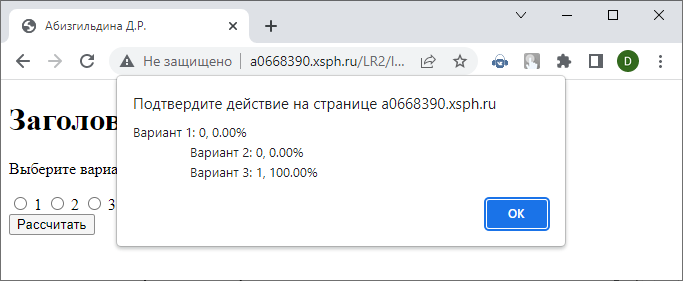 Абизгильдина Д.Р.
Не защищено
a0668390.xsph.ru/LR2/l...
D
Подтвердите действие на странице a0668390.xsph.ru
Вариант 1: 0, 0.00%
Вариант 2: 0, 0.00%
Вариант 3: 1, 100.00%
OK
Заголов
Выберите вариа
1 2 3
Рассчитать